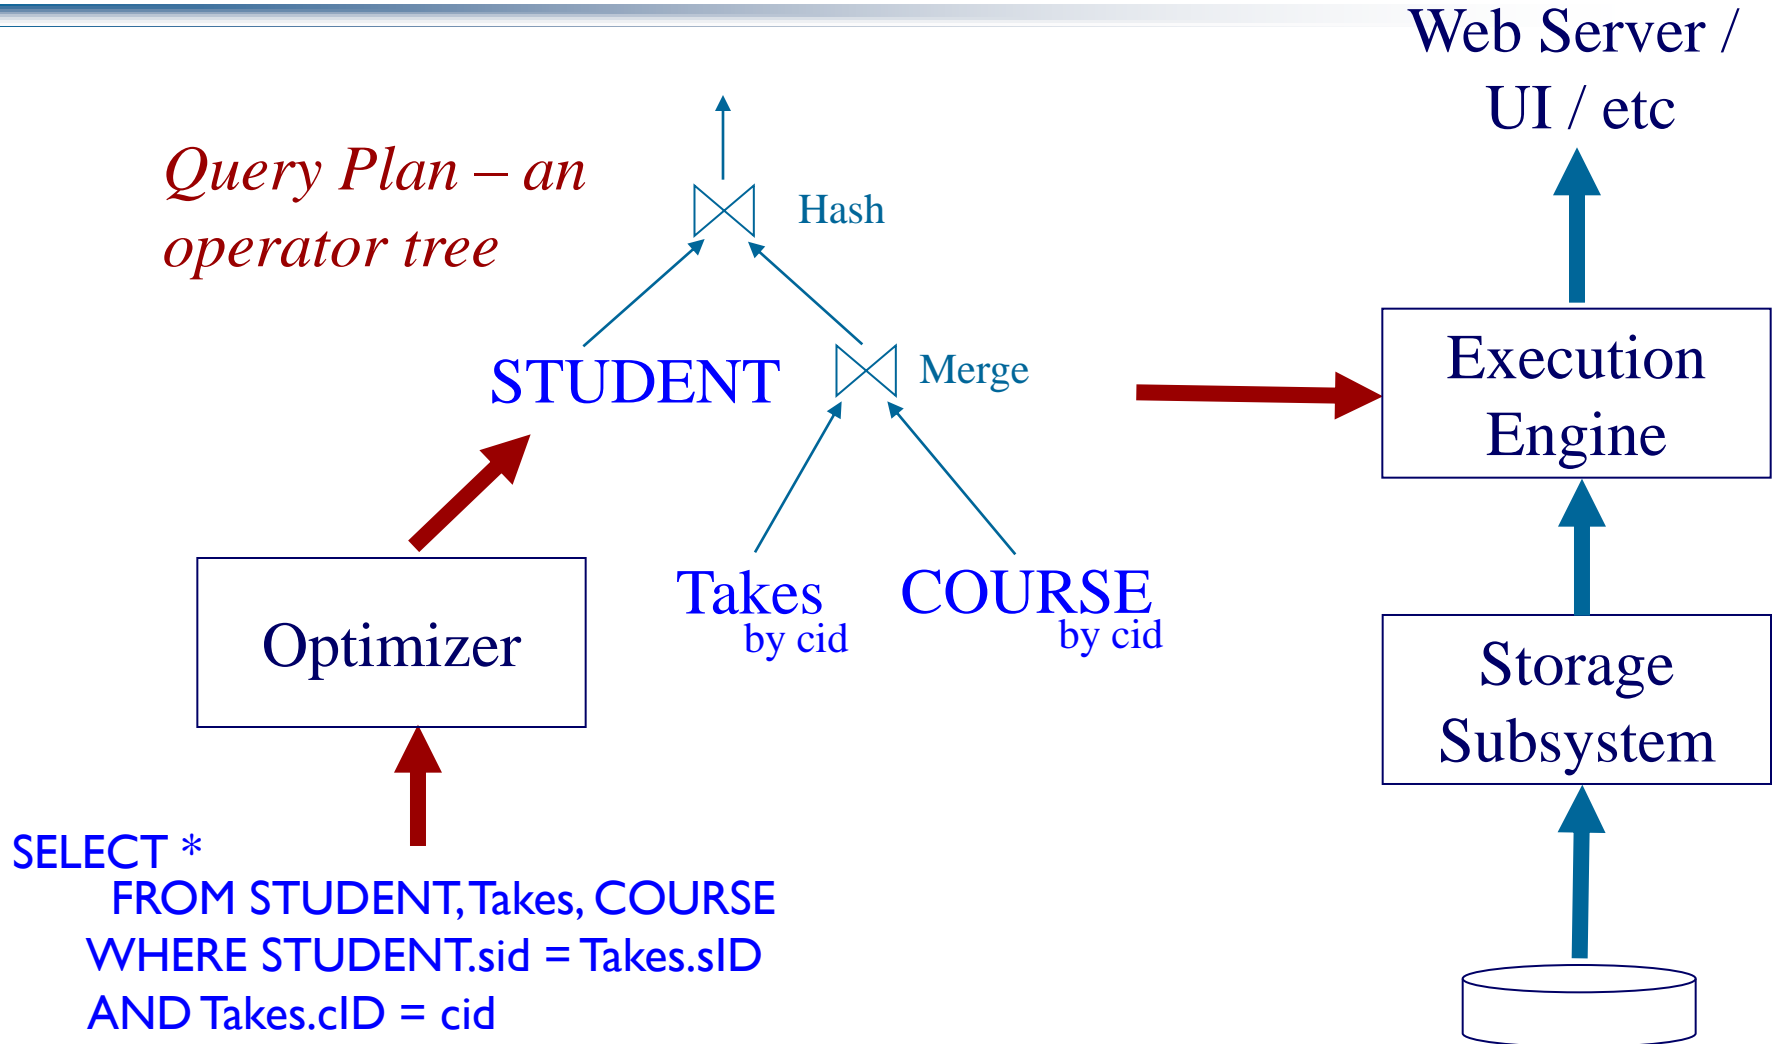 Web Server /
UI / etc
Query Plan – an
operator tree
Hash
STUDENT
Merge
Execution
Engine
Takes
by cid
COURSE
by cid
Optimizer
Storage
Subsystem
SELECT *
FROM STUDENT, Takes, COURSE
WHERE STUDENT.sid = Takes.sID
AND Takes.cID = cid